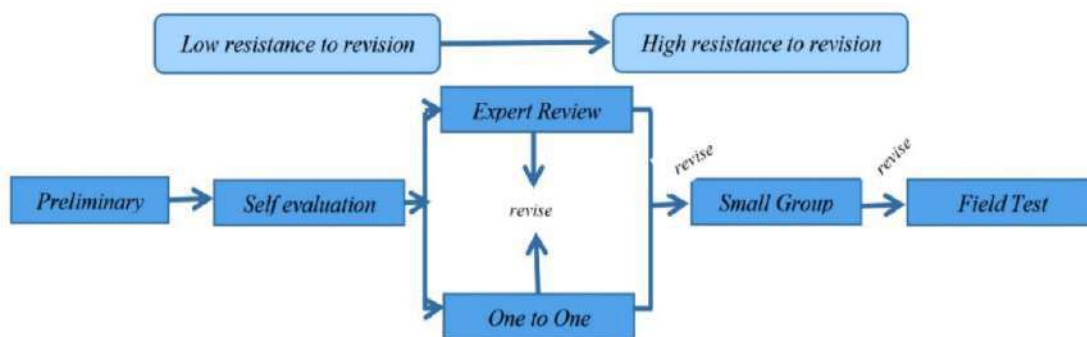 Low resistance to revision
High resistance to revision
Expert Review
Preliminary
Self evaluation
revise
One to One
revise
Small Group
revise
Field Test